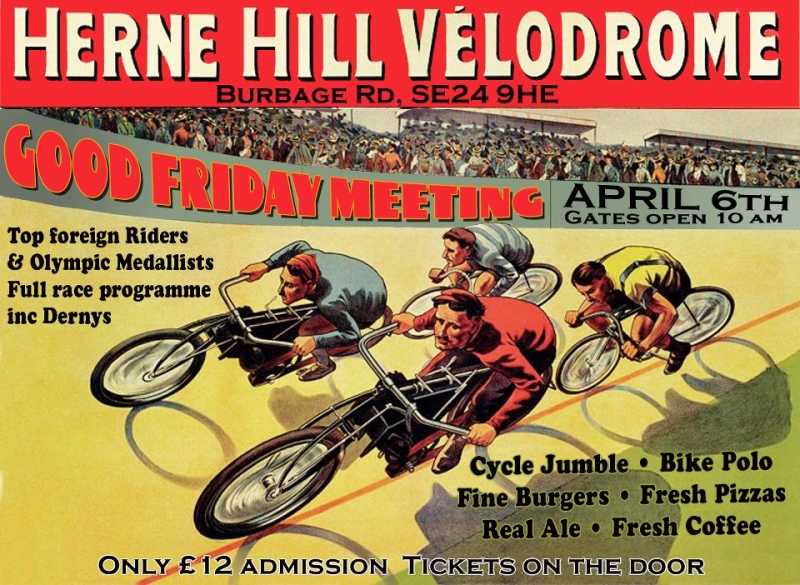 HERNE HILL VÉLODROME
BURBAGE RD, SE24 9HE
GOOD FRIDAY MEETING
APRIL 6TH
GATES OPEN 10 AM
Top foreign Riders
& Olympic Medallists
Full race programme
inc Dernys
Cycle Jumble • Bike Polo
Fine Burgers • Fresh Pizzas
Real Ale • Fresh Coffee
ONLY £12 ADMISSION TICKETS ON THE DOOR